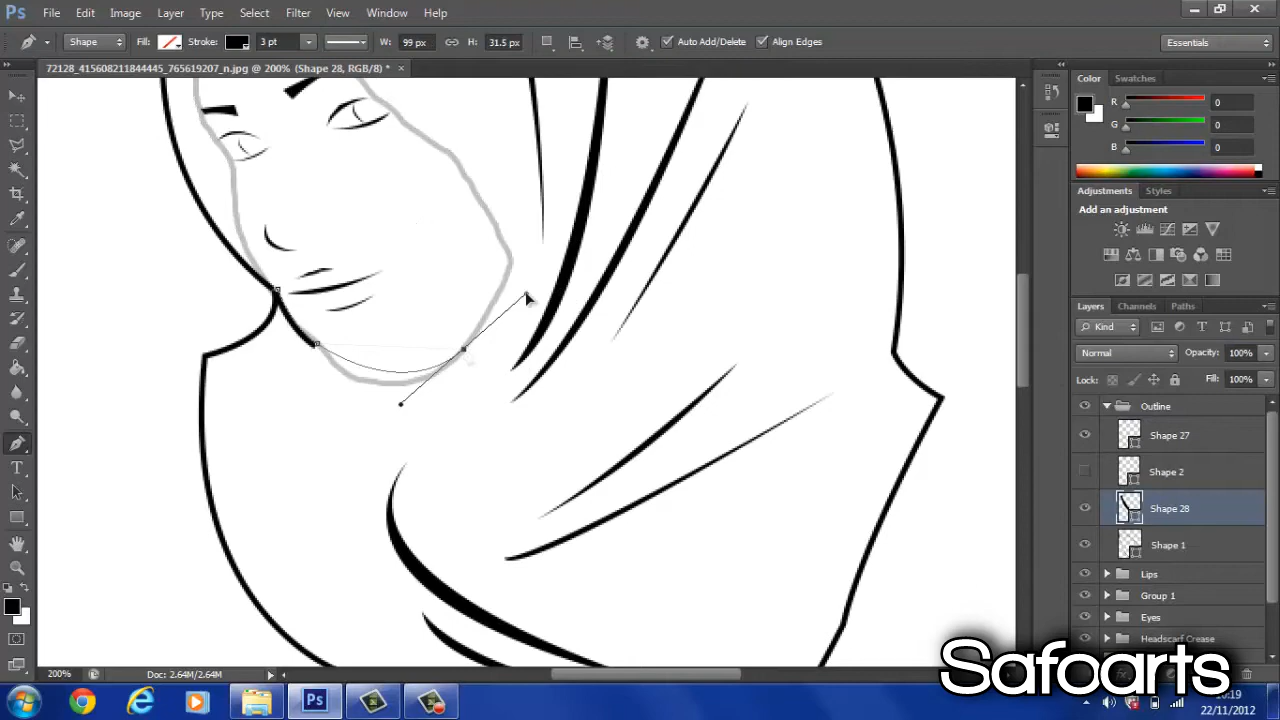 Ps File Edit Image Layer Type Select Filter View Window Help
Shape Fill: Stroke: 3 pt W: 99 px H: 31.5 px Auto Add/Delete Align Edges Essentials
72128_415608211844445_765619207_n.jpg @ 200% (Shape 28, RGB/8) * ×
Color Swatches
R 0
G 0
B 0
Adjustments Styles
Add an adjustment
Layers Channels Paths
Kind
Normal Opacity: 100%
Lock: Fill: 100%
Outline
Shape 27
Shape 2
Shape 28
Shape 1
Lips
Group 1
Eyes
Headscarf Crease
200% Doc: 2.64M/2.64M
Safoarts
Ps
22/11/2012